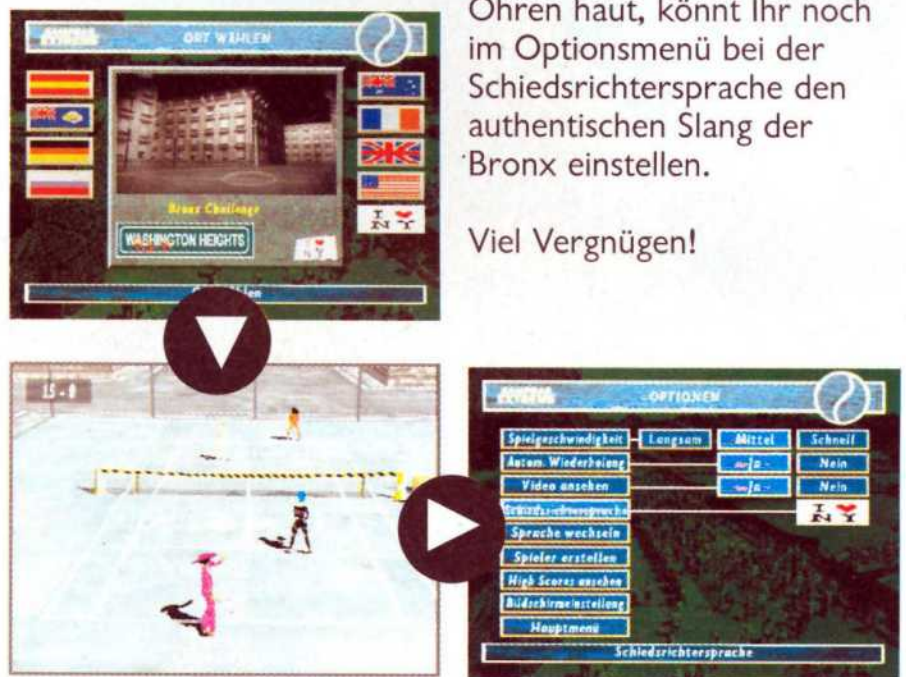 Ohren haut, könnt Ihr noch
im Optionsmenü bei der
Schiedsrichtersprache den
authentischen Slang der
Bronx einstellen.
Viel Vergnügen!
ORT WÄHLEN
Bronx Challenge
WASHINGTON HEIGHTS
I ♥
N Y
15 - 0
-OPTIONEN
Spielgeschwindigkeit Langsam Mittel Schnell
Autom. Wiederholung -Ja - Nein
Video ansehen -Ja - Nein
Schiedsrichtersprache I ♥ N Y
Sprache wechseln
Spieler erstellen
High Scores ansehen
Bildschirmeinstellung
Hauptmenü
Schiedsrichtersprache